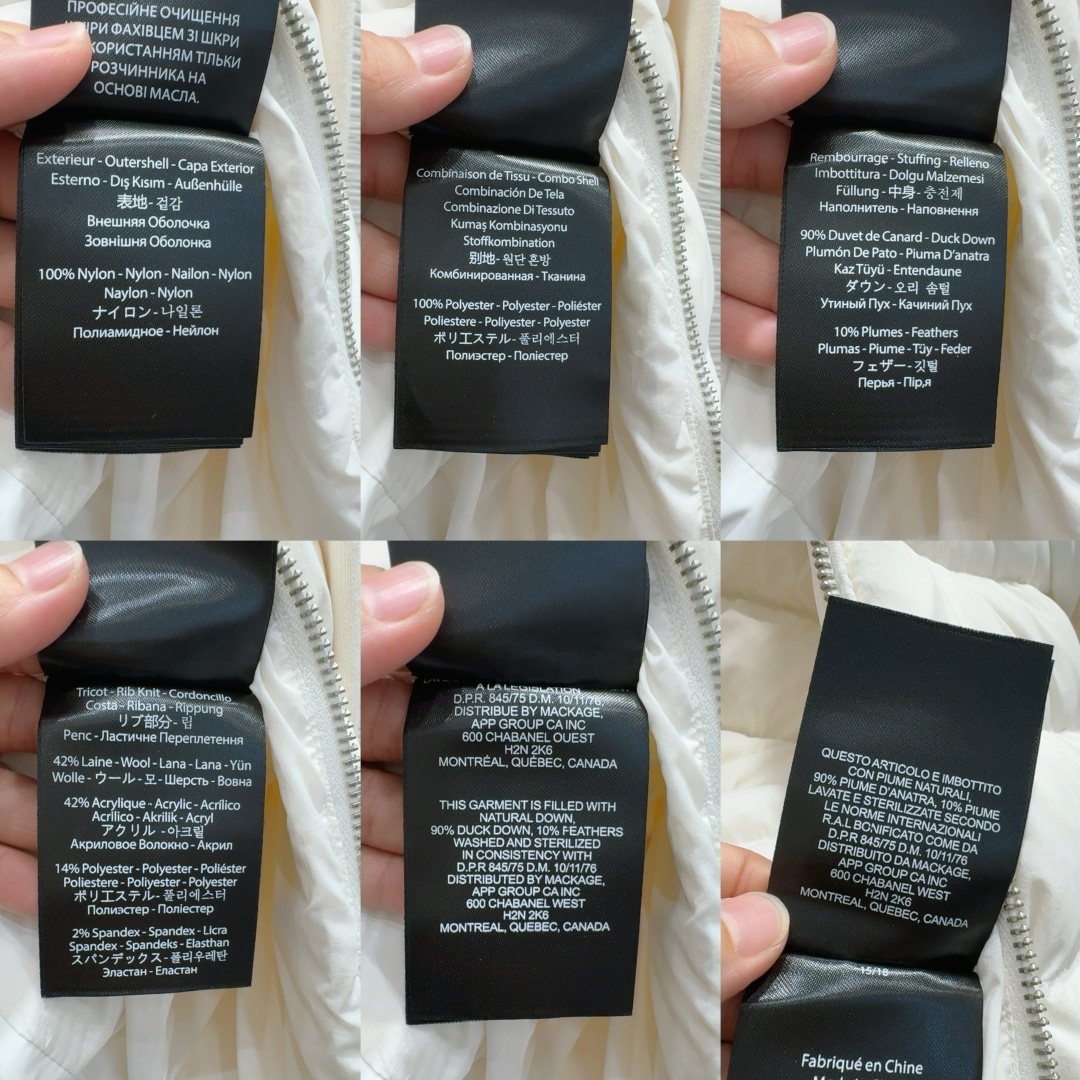 ПРОФЕСІЙНЕ ОЧИЩЕННЯ
ШКІРИ ФАХІВЦЕМ ЗІ ШКРИ
КОРИСТАННЯМ ТІЛЬКИ
РОЗЧИННИКА НА
ОСНОВІ МАСЛА.
Exterieur - Outershell - Capa Exterior
Esterno - Dış Kısım - Außenhülle
表地 - 겉감
Внешняя Оболочка
Зовнішня Оболонка
100% Nylon - Nylon - Nailon - Nylon
Naylon - Nylon
ナイロン - 나일론
Полиамидное - Нейлон
Combinaison de Tissu - Combo Shell
Combinación De Tela
Combinazione Di Tessuto
Kumaş Kombinasyonu
Stoffkombination
別地 - 원단 혼방
Комбинированная - Тканина
100% Polyester - Polyester - Poliéster
Poliestere - Poliyester - Polyester
ポリエステル - 폴리에스터
Полиэстер - Поліестер
Rembourrage - Stuffing - Relleno
Imbottitura - Dolgu Malzemesi
Füllung - 中身 - 충전제
Наполнитель - Наповнення
90% Duvet de Canard - Duck Down
Plumón De Pato - Piuma D'anatra
Kaz Tüyü - Entendaune
ダウン - 오리 솜털
Утиный Пух - Качиний Пух
10% Plumes - Feathers
Plumas - Piume - Tüy - Feder
フェザー - 깃털
Перья - Пір,я
Tricot - Rib Knit - Cordoncillo
Costa - Ribana - Rippung
リブ部分 - 림
Репс - Ластичне Переплетення
42% Laine - Wool - Lana - Lana - Yün
Wolle - ウール - 모 - Шерсть - Вовна
42% Acrylique - Acrylic - Acrílico
Acrílico - Akrilik - Acryl
アクリル - 아크릴
Акриловое Волокно - Акрил
14% Polyester - Polyester - Poliéster
Poliestere - Poliyester - Polyester
ポリエステル - 폴리에스터
Полиэстер - Поліестер
2% Spandex - Spandex - Licra
Spandex - Spandeks - Elasthan
スパンデックス - 폴리우레탄
Эластан - Еластан
A LA LEGISLATION
D.P.R. 845/75 D.M. 10/11/76.
DISTRIBUE BY MACKAGE,
APP GROUP CA INC
600 CHABANEL OUEST
H2N 2K6
MONTRÉAL, QUÉBEC, CANADA
THIS GARMENT IS FILLED WITH
NATURAL DOWN,
90% DUCK DOWN, 10% FEATHERS
WASHED AND STERILIZED
IN CONSISTENCY WITH
D.P.R 845/75 D.M. 10/11/76
DISTRIBUTED BY MACKAGE,
APP GROUP CA INC
600 CHABANEL WEST
H2N 2K6
MONTREAL, QUEBEC, CANADA
QUESTO ARTICOLO E IMBOTTITO
CON PIUME NATURALI,
90% PIUME D'ANATRA, 10% PIUME
LAVATE E STERILIZZATE SECONDO
LE NORME INTERNAZIONALI
R.A.L BONIFICATO COME DA
D.P.R 845/75 D.M. 10/11/76
DISTRIBUITO DA MACKAGE,
APP GROUP CA INC
600 CHABANEL WEST
H2N 2K6
MONTREAL, QUEBEC, CANADA
15/18
Fabriqué en Chine